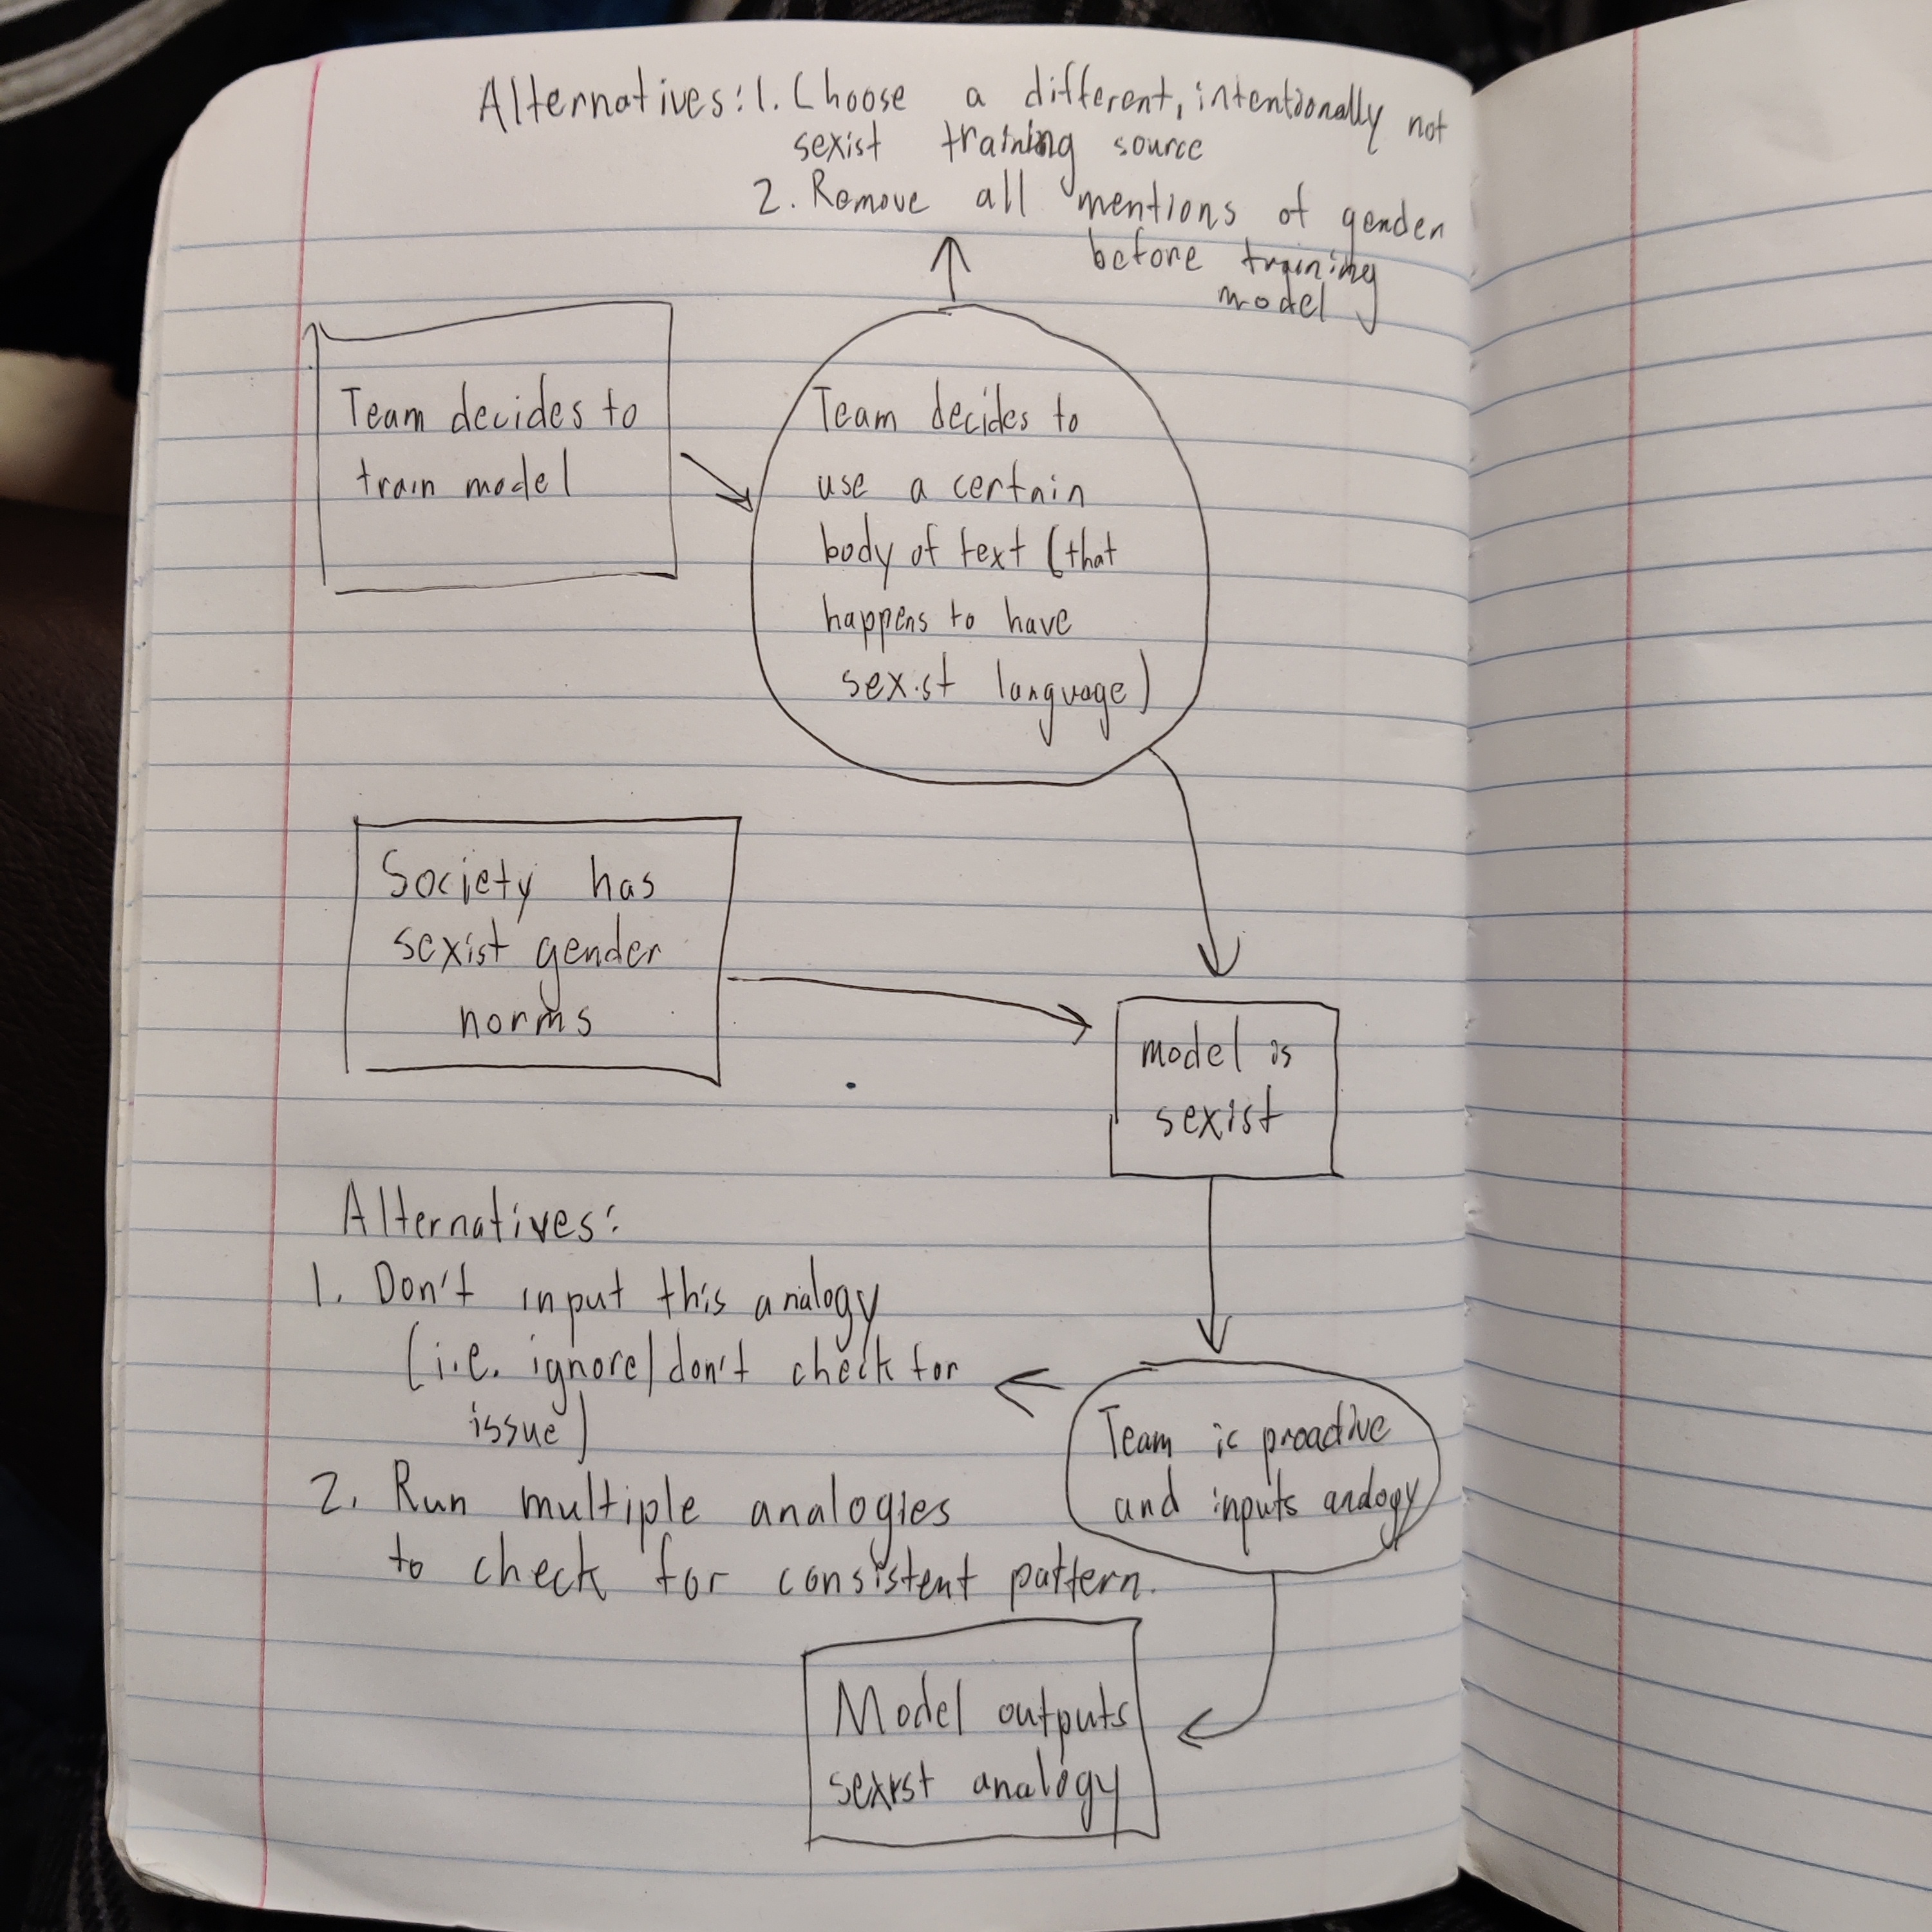 Alternatives: 1. Choose a different, intentionally not
sexist training source
2. Remove all mentions of gender
before training
model
Team decides to
train model
Team decides to
use a certain
body of text (that
happens to have
sexist language)
Society has
sexist gender
norms
model is
sexist
Alternatives:
1. Don't input this analogy
(i.e. ignore/don't check for
issue)
2. Run multiple analogies
to check for consistent pattern.
Team is proactive
and inputs analogy
Model outputs
sexist analogy